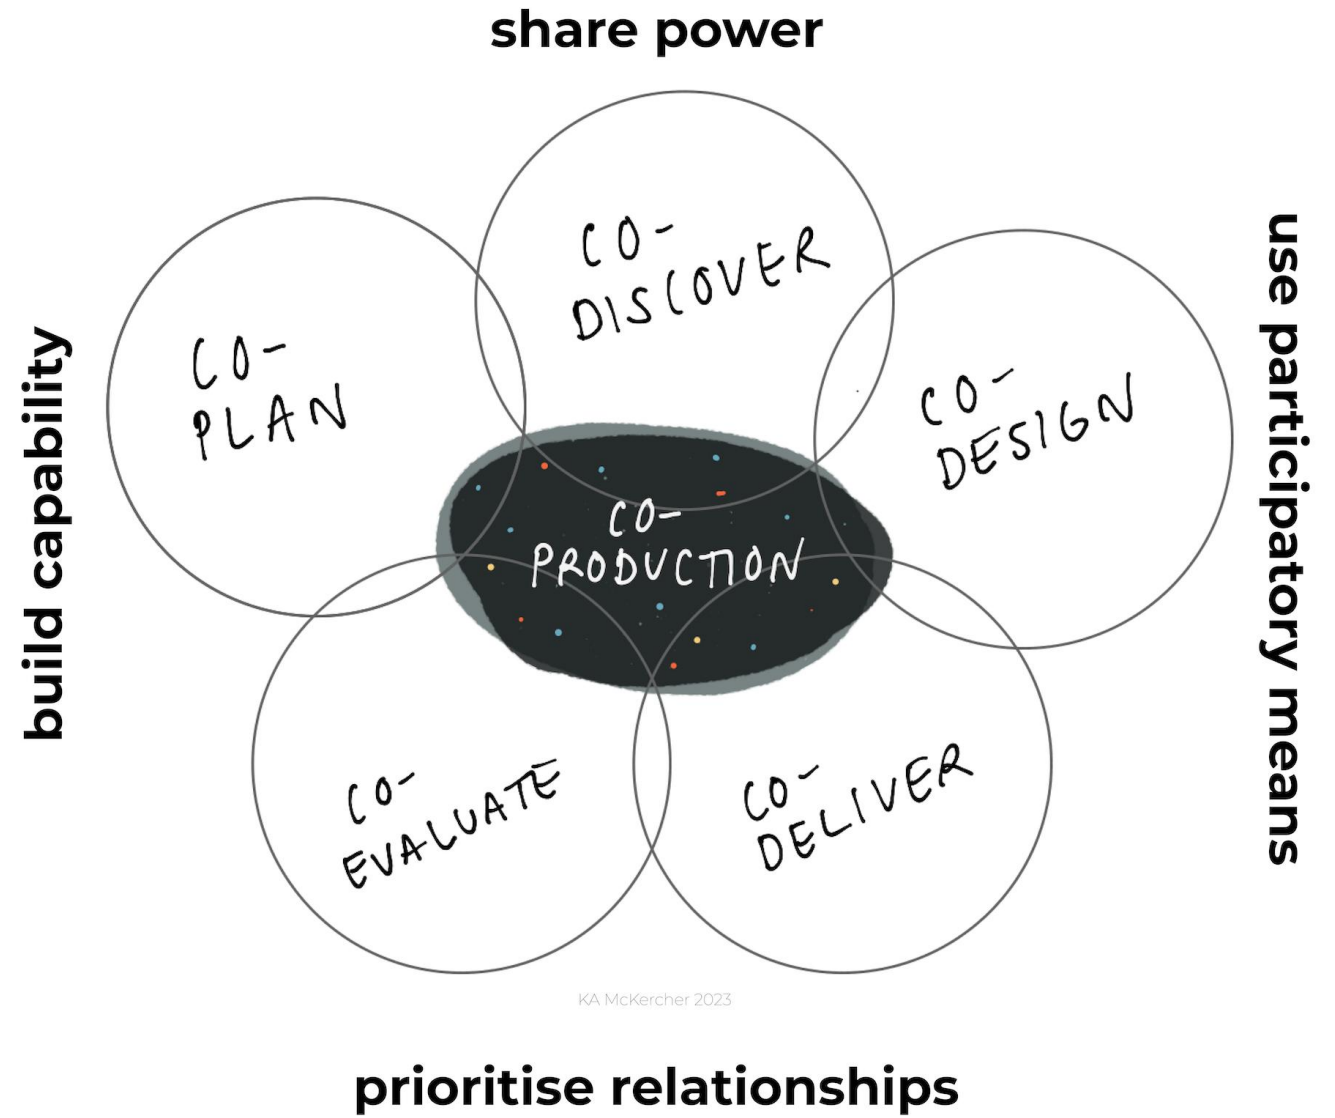 share power
CO-
DISCOVER
CO-
PLAN
CO-
DESIGN
build capability
use participatory means
CO-
PRODUCTION
CO-
EVALUATE
CO-
DELIVER
KA McKercher 2023
prioritise relationships